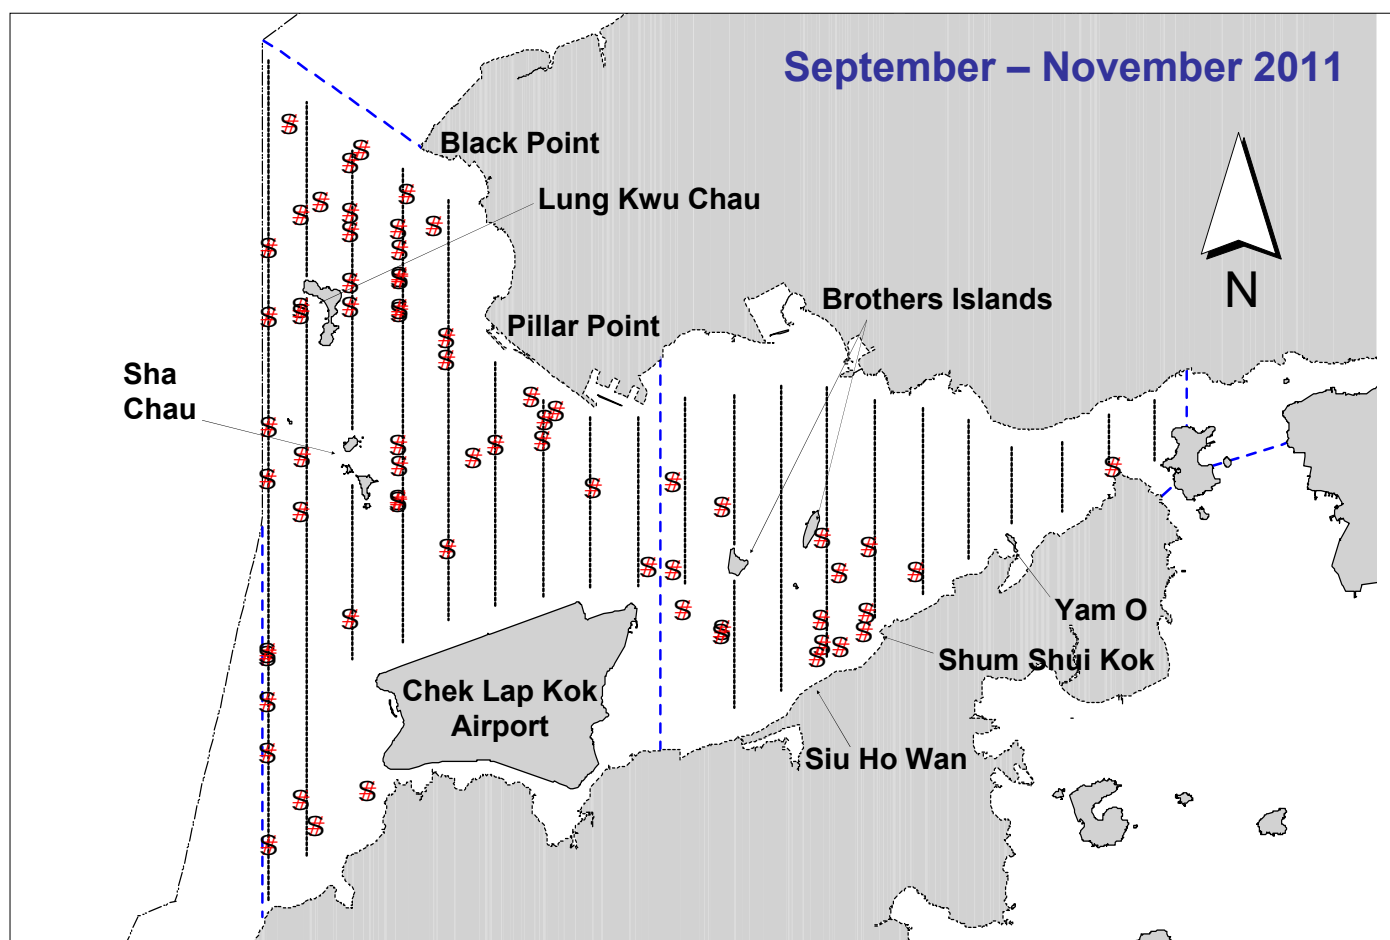 September – November 2011
Black Point
Lung Kwu Chau
N
Brothers Islands
Pillar Point
Sha
Chau
Yam O
Shum Shui Kok
Chek Lap Kok
Airport
Siu Ho Wan